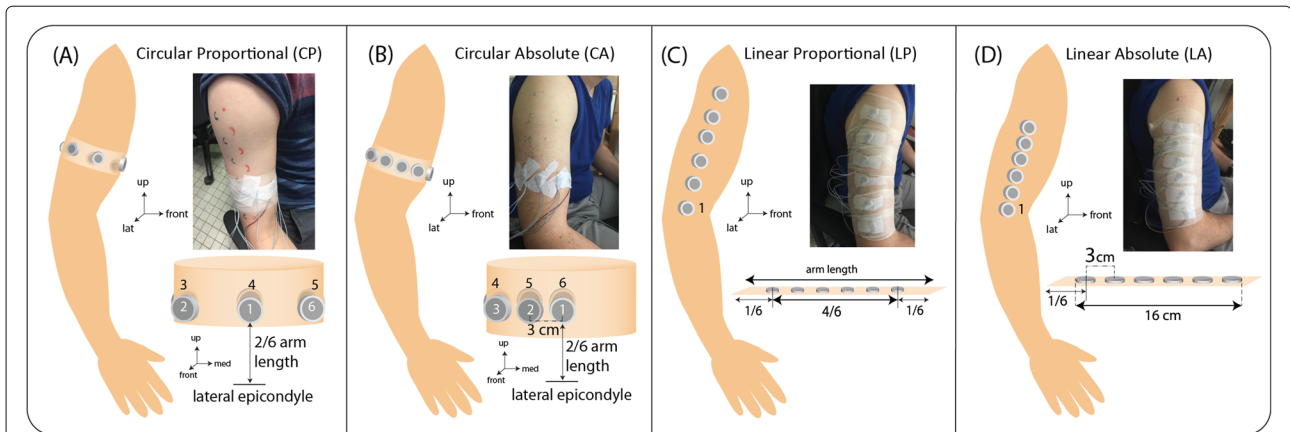 (A)
Circular Proportional (CP)
up
front
lat
3
4
5
2
1
6
2/6 arm
length
up
med
front
lateral epicondyle
(B)
Circular Absolute (CA)
up
front
lat
4
5
6
3
2
1
3 cm
2/6 arm
length
up
med
front
lateral epicondyle
(C)
Linear Proportional (LP)
up
front
lat
1
arm length
1/6
4/6
1/6
(D)
Linear Absolute (LA)
up
front
lat
1
3 cm
1/6
16 cm